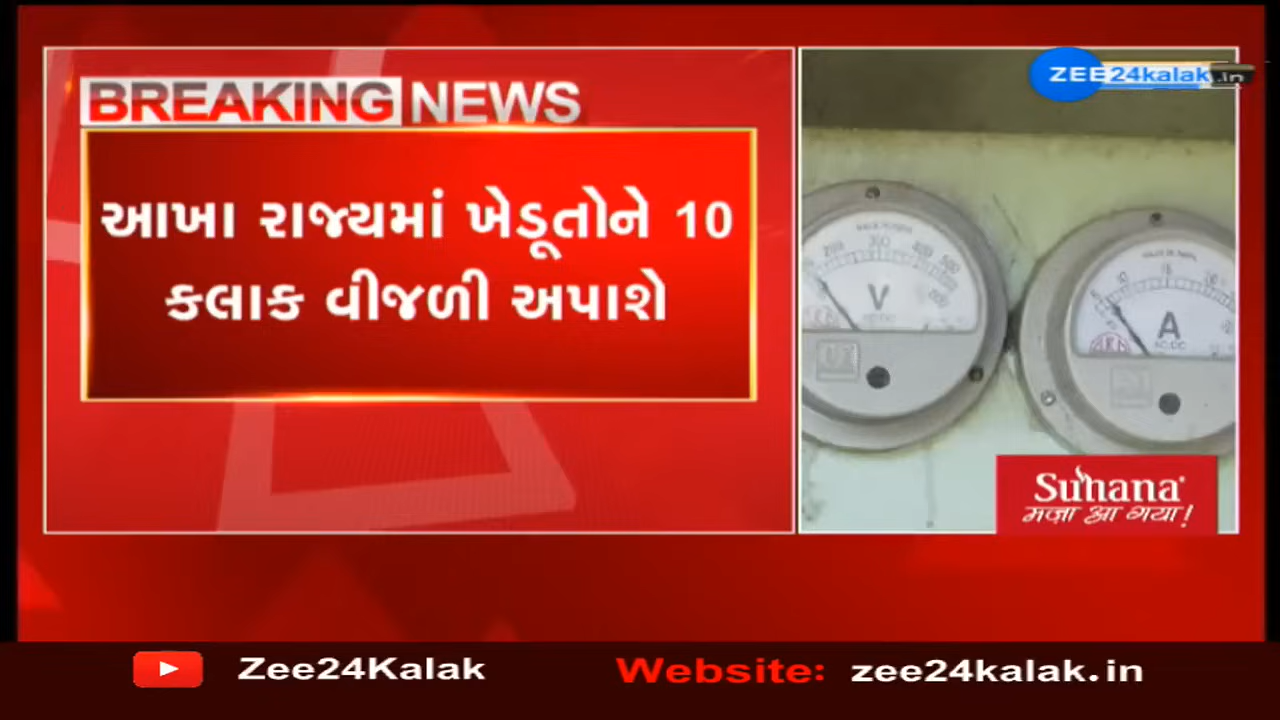 BREAKING NEWS
આખા રાજ્યમાં ખેડૂતોને 10
કલાક વીજળી અપાશે
ZEE24kalak.in
V
A
Suhana
मज़ा आ गया!
Zee24Kalak
Website: zee24kalak.in